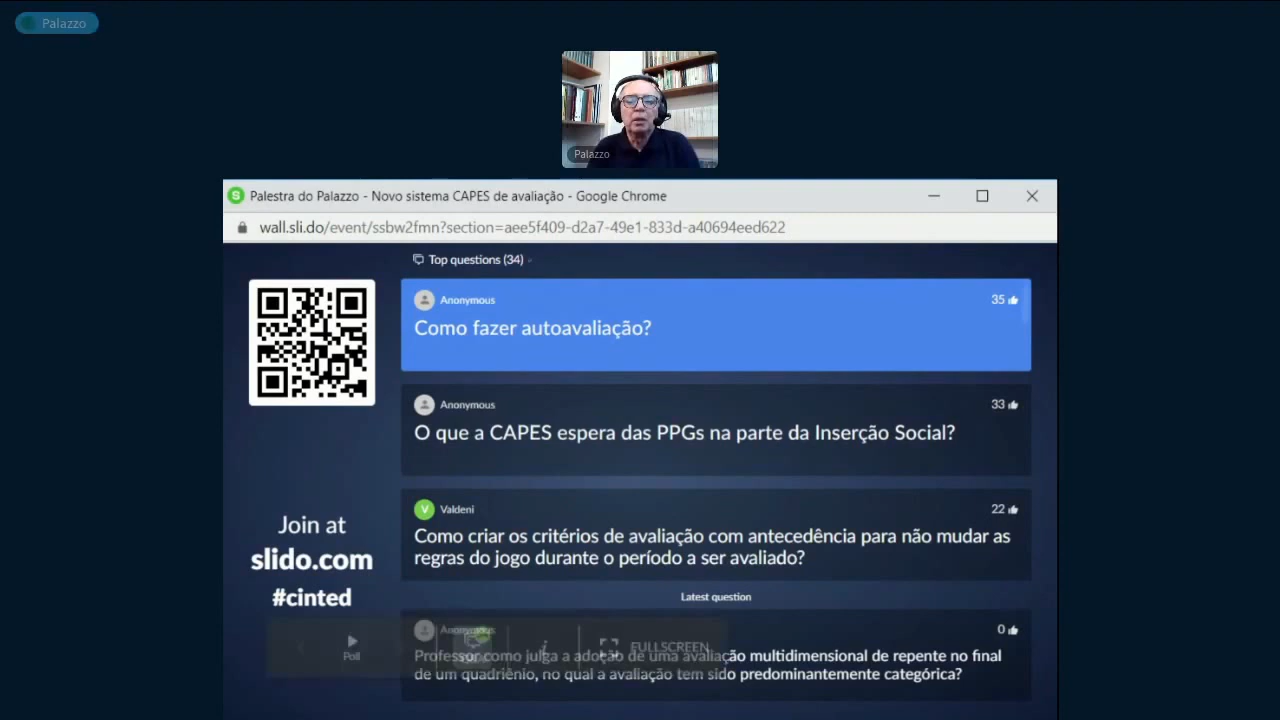 Palazzo
Palazzo
Palestra do Palazzo - Novo sistema CAPES de avaliação - Google Chrome
wall.sli.do/event/ssbw2fmn?section=aee5f409-d2a7-49e1-833d-a40694eed622
Top questions (34)
Anonymous
35
Como fazer autoavaliação?
Anonymous
33
O que a CAPES espera das PPGs na parte da Inserção Social?
V
Valdeni
22
Como criar os critérios de avaliação com antecedência para não mudar as
regras do jogo durante o período a ser avaliado?
Join at
slido.com
#cinted
Latest question
Anonymous
0
Professor como julga a adoção de uma avaliação multidimensional de repente no final
de um quadriênio, no qual a avaliação tem sido predominantemente categórica?
Poll
FULLSCREEN